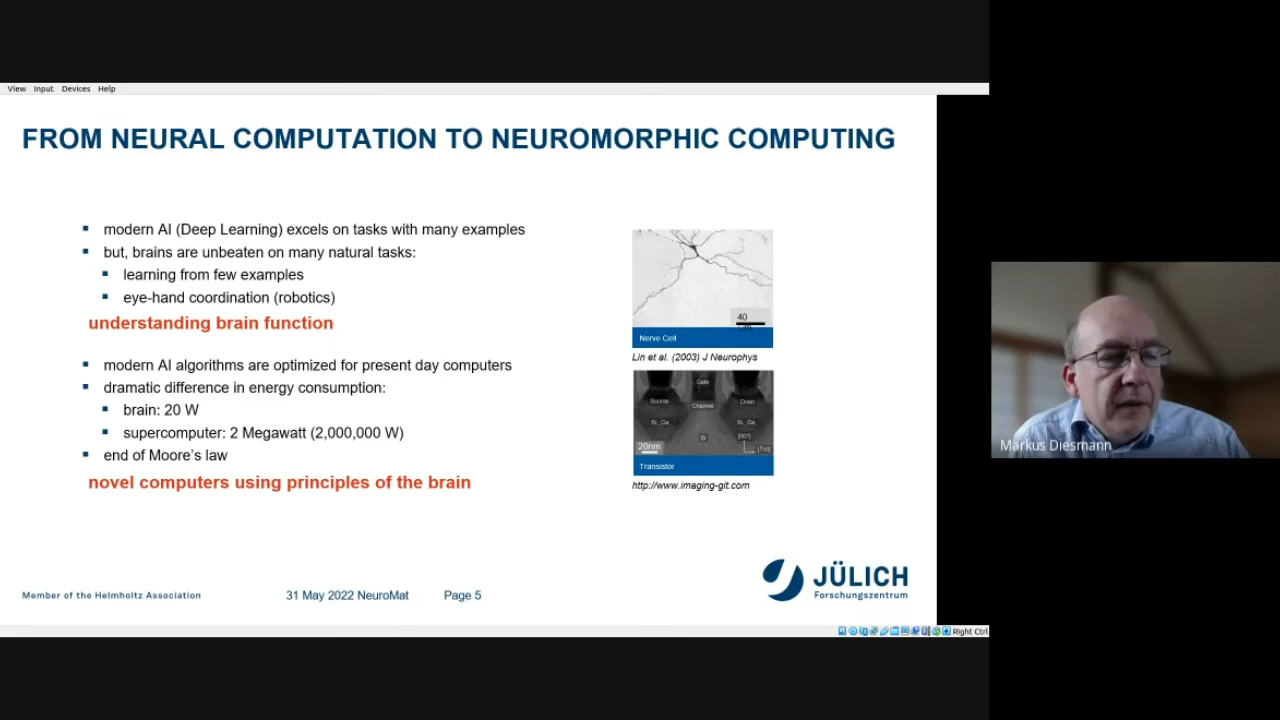 View Input Devices Help
FROM NEURAL COMPUTATION TO NEUROMORPHIC COMPUTING
modern AI (Deep Learning) excels on tasks with many examples
but, brains are unbeaten on many natural tasks:
learning from few examples
eye-hand coordination (robotics)
understanding brain function
modern AI algorithms are optimized for present day computers
dramatic difference in energy consumption:
brain: 20 W
supercomputer: 2 Megawatt (2,000,000 W)
end of Moore's law
novel computers using principles of the brain
40
Nerve Cell
Lin et al. (2003) J Neurophys
Gate
Source
Channel
Drain
Si_Ge
Si_Ge
Si
[001]
20nm
Transistor
http://www.imaging-git.com
Markus Diesmann
JÜLICH
Forschungszentrum
Member of the Helmholtz Association
31 May 2022 NeuroMat
Page 5
Right Ctrl